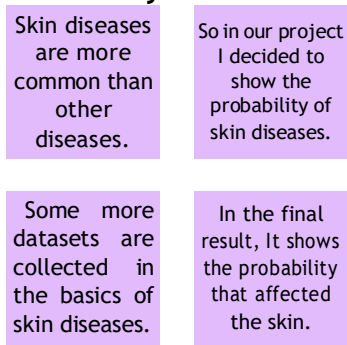 Skin diseases
are more
common than
other
diseases.
So in our project
I decided to
show the
probability of
skin diseases.
Some more
datasets are
collected in
the basics of
skin diseases.
In the final
result, It shows
the probability
that affected
the skin.